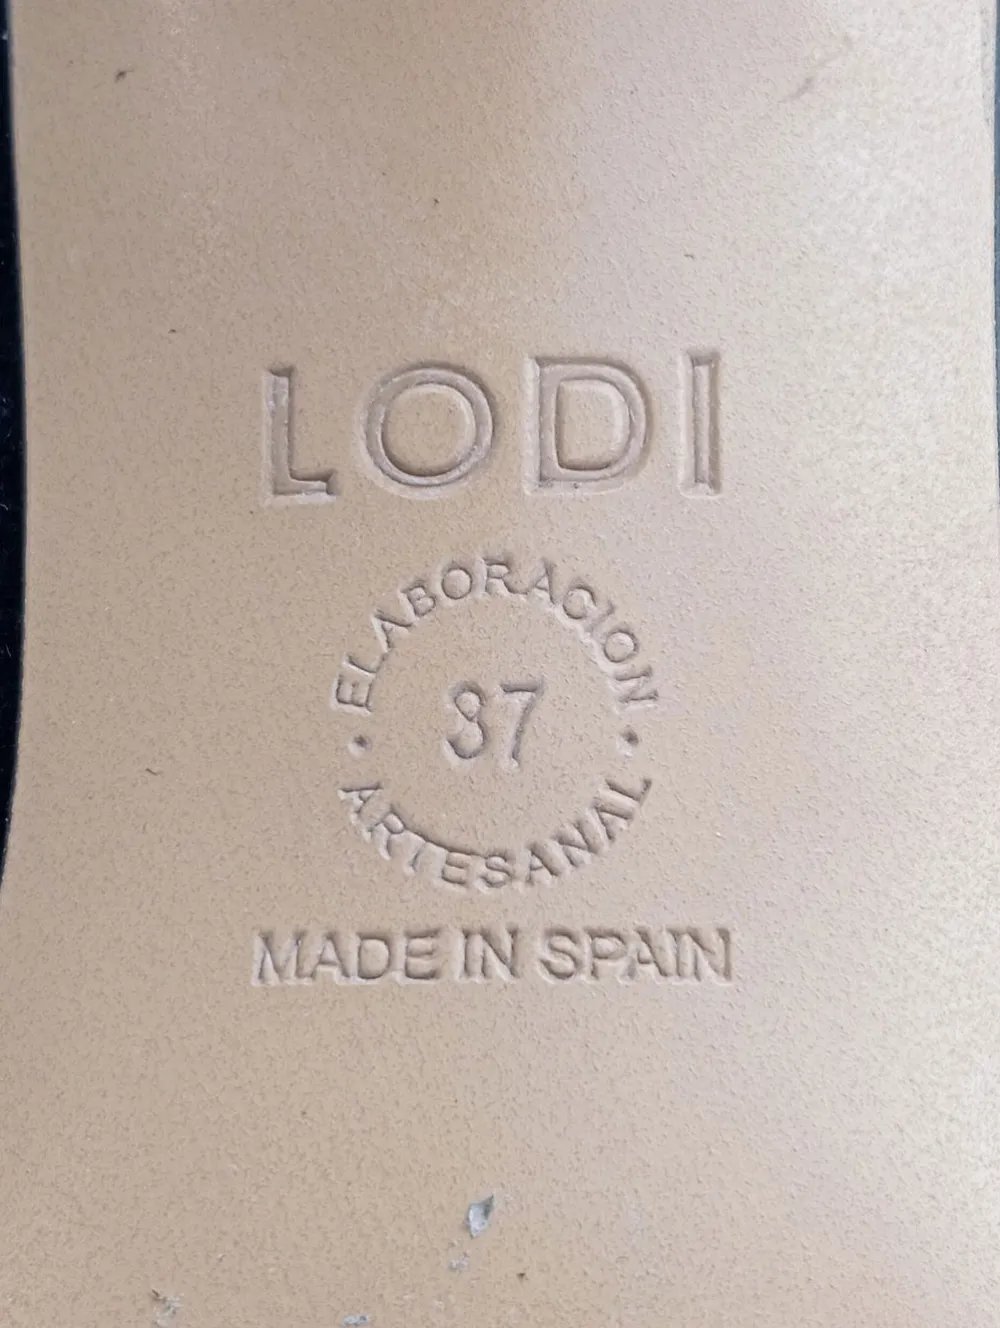 LODI
ELABORACION
37
ARTESANAL
MADE IN SPAIN